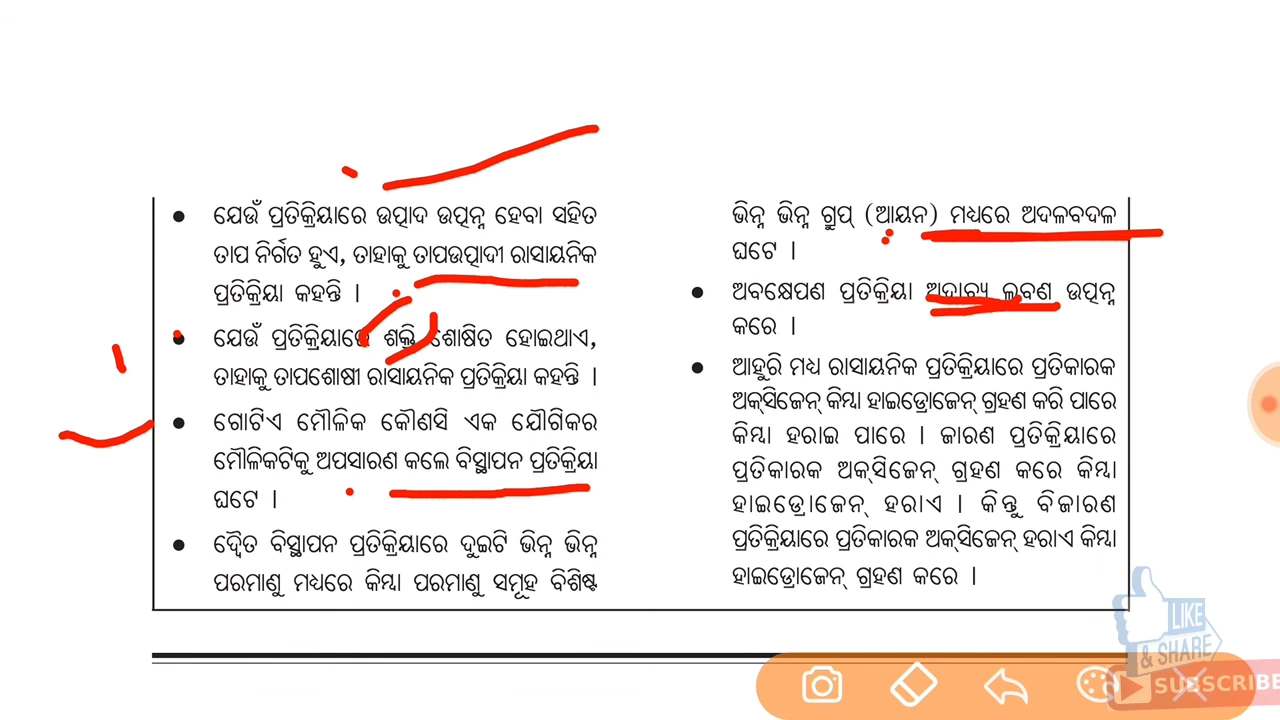 • ଯେଉଁ ପ୍ରତିକ୍ରିୟାରେ ଉତ୍ପାଦ ଉତ୍ପନ୍ନ ହେବା ସହିତ
ତାପ ନିର୍ଗତ ହୁଏ, ତାହାକୁ ତାପଉତ୍ପାଦୀ ରାସାୟନିକ
ପ୍ରତିକ୍ରିୟା କହନ୍ତି ।
• ଯେଉଁ ପ୍ରତିକ୍ରିୟାରେ ଶକ୍ତି ଶୋଷିତ ହୋଇଥାଏ,
ତାହାକୁ ତାପଶୋଷୀ ରାସାୟନିକ ପ୍ରତିକ୍ରିୟା କହନ୍ତି ।
• ଗୋଟିଏ ମୌଳିକ କୌଣସି ଏକ ଯୌଗିକର
ମୌଳିକଟିକୁ ଅପସାରଣ କଲେ ବିସ୍ଥାପନ ପ୍ରତିକ୍ରିୟା
ଘଟେ ।
• ଦ୍ୱୈତ ବିସ୍ଥାପନ ପ୍ରତିକ୍ରିୟାରେ ଦୁଇଟି ଭିନ୍ନ ଭିନ୍ନ
ପରମାଣୁ ମଧ୍ୟରେ କିମ୍ବା ପରମାଣୁ ସମୂହ ବିଶିଷ୍ଟ
ଭିନ୍ନ ଭିନ୍ନ ଗ୍ରୁପ୍ (ଆୟନ) ମଧ୍ୟରେ ଅଦଳବଦଳ
ଘଟେ ।
• ଅବକ୍ଷେପଣ ପ୍ରତିକ୍ରିୟା ଅଦ୍ରାବ୍ୟ ଲବଣ ଉତ୍ପନ୍ନ
କରେ ।
• ଆହୁରି ମଧ୍ୟ ରାସାୟନିକ ପ୍ରତିକ୍ରିୟାରେ ପ୍ରତିକାରକ
ଅକ୍‌ସିଜେନ୍ କିମ୍ବା ହାଇଡ୍ରୋଜେନ୍ ଗ୍ରହଣ କରି ପାରେ
କିମ୍ବା ହରାଇ ପାରେ । ଜାରଣ ପ୍ରତିକ୍ରିୟାରେ
ପ୍ରତିକାରକ ଅକ୍‌ସିଜେନ୍ ଗ୍ରହଣ କରେ କିମ୍ବା
ହାଇଡ୍ରୋଜେନ୍ ହରାଏ । କିନ୍ତୁ ବିଜାରଣ
ପ୍ରତିକ୍ରିୟାରେ ପ୍ରତିକାରକ ଅକ୍‌ସିଜେନ୍ ହରାଏ କିମ୍ବା
ହାଇଡ୍ରୋଜେନ୍ ଗ୍ରହଣ କରେ ।
LIKE
& SHARE
SUBSCRIBE